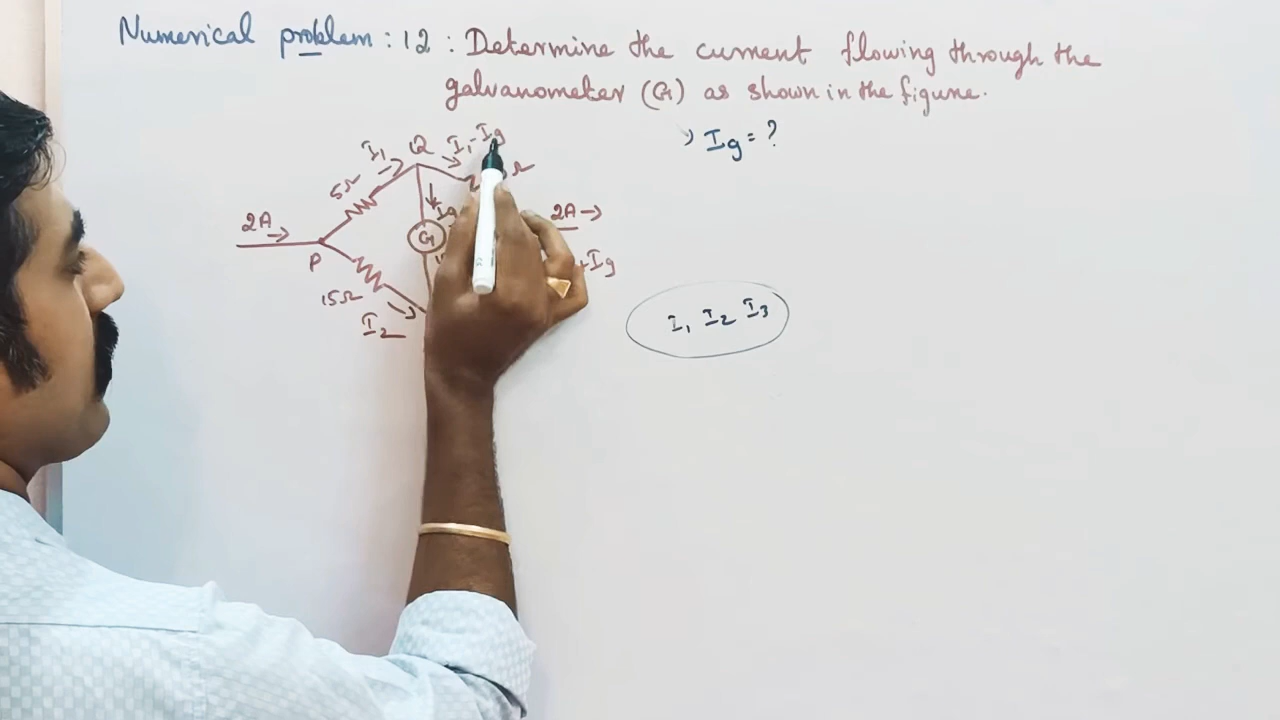 Numerical problem : 12 : Determine the current flowing through the
galvanometer (G) as shown in the figure.
Ig = ?
I1 Q I1-Ig
5Ω Ω
2A 2A
G
P +Ig
15Ω
I2
I1 I2 I3